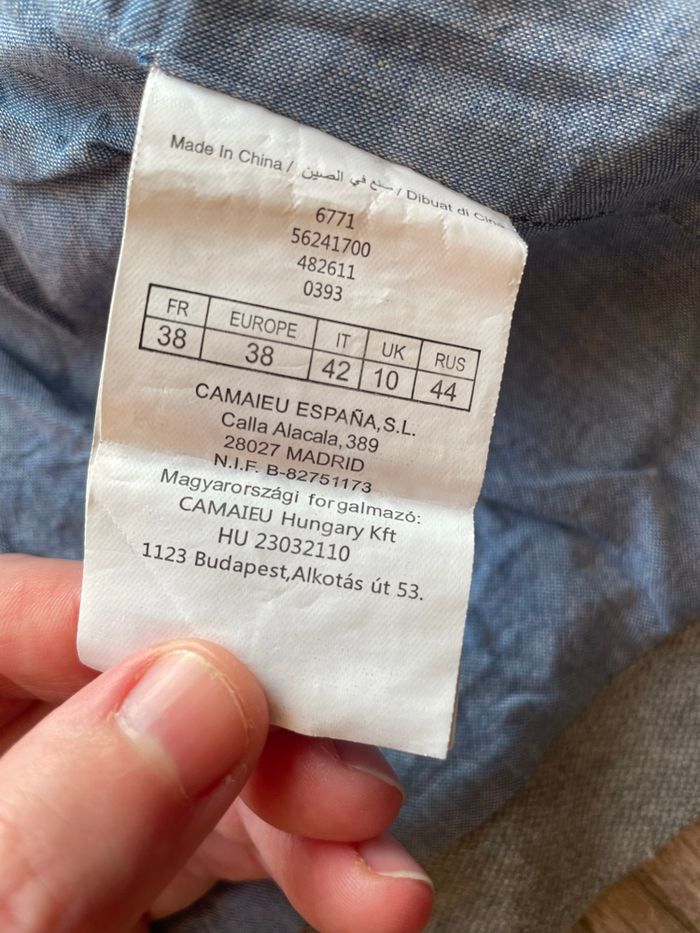 Made In China / صنع في الصين / Dibuat di Cina
6771
56241700
482611
0393
FR EUROPE IT UK RUS
38 38 42 10 44
CAMAIEU ESPAÑA,S.L.
Calla Alacala,389
28027 MADRID
N.I.F. B-82751173
Magyarországi forgalmazó:
CAMAIEU Hungary Kft
HU 23032110
1123 Budapest,Alkotás út 53.